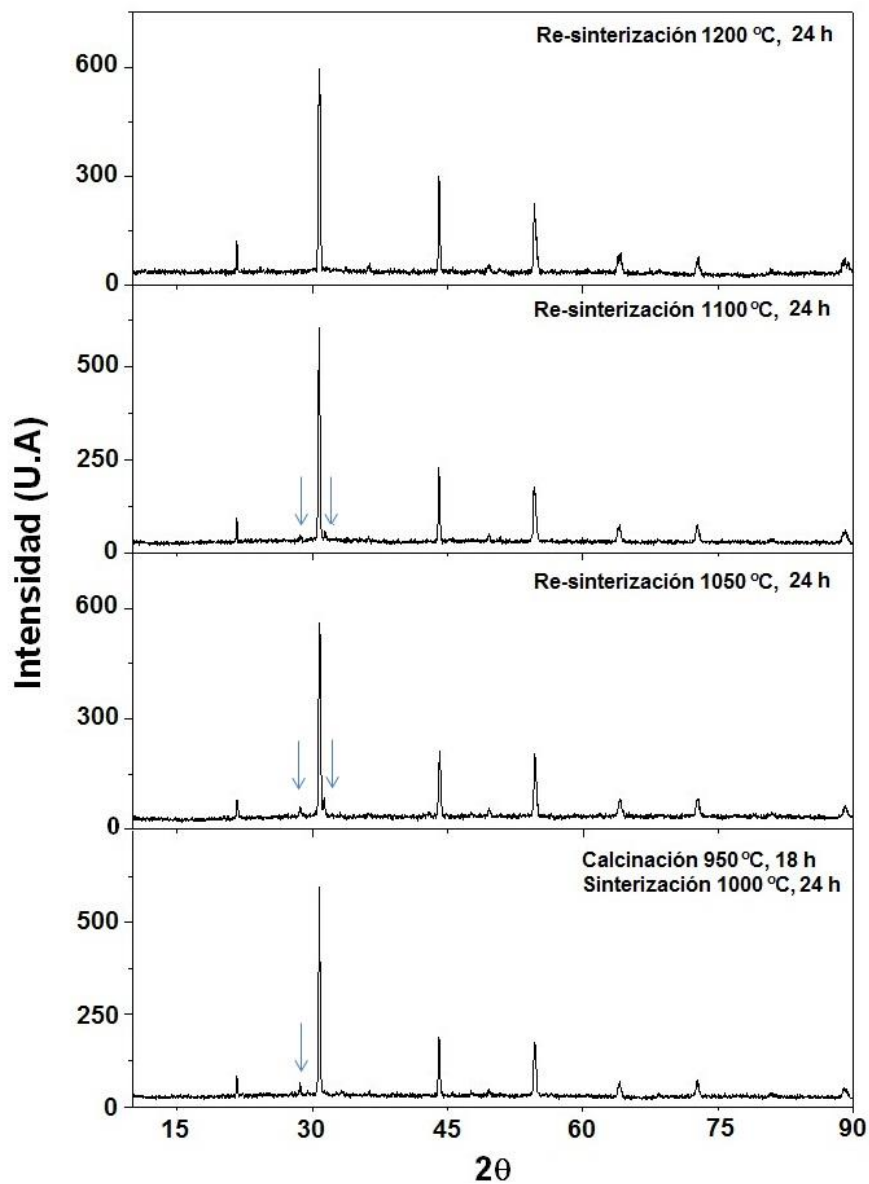 Re-sinterización 1200 ºC, 24 h
600
300
0
Re-sinterización 1100 ºC, 24 h
500
250
0
Re-sinterización 1050 ºC, 24 h
600
300
0
Calcinación 950 ºC, 18 h
Sinterización 1000 ºC, 24 h
500
250
0
15 30 45 60 75 90
2θ
Intensidad (U.A)